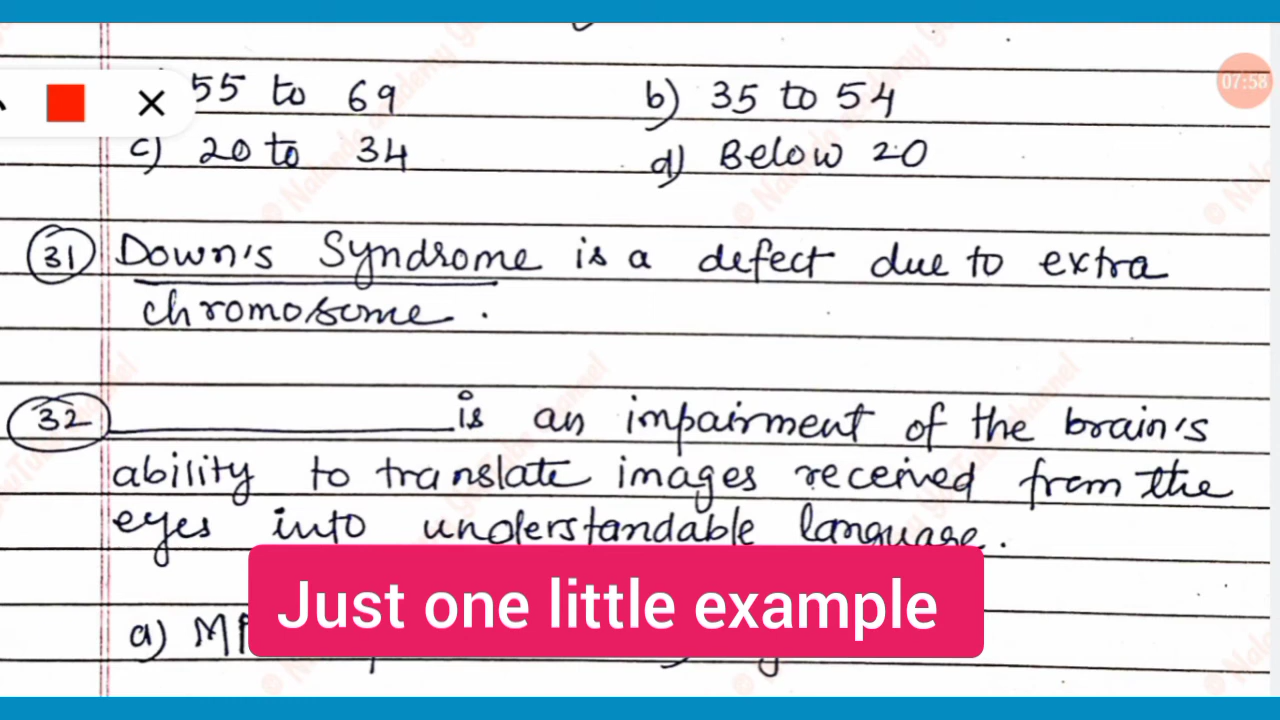 55 to 69 b) 35 to 54
07:58
c) 20 to 34 d) Below 20
31 Down's Syndrome is a defect due to extra
chromosome.
32 is an impairment of the brain's
ability to translate images received from the
eyes into understandable language.
Just one little example
a)